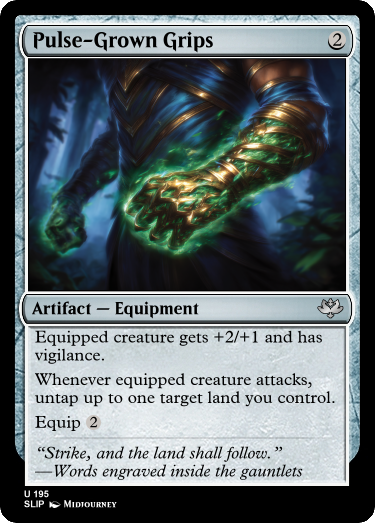 Pulse-Grown Grips 2
Artifact — Equipment
Equipped creature gets +2/+1 and has
vigilance.
Whenever equipped creature attacks,
untap up to one target land you control.
Equip 2
“Strike, and the land shall follow.”
—Words engraved inside the gauntlets
U 195
SLIP Midjourney